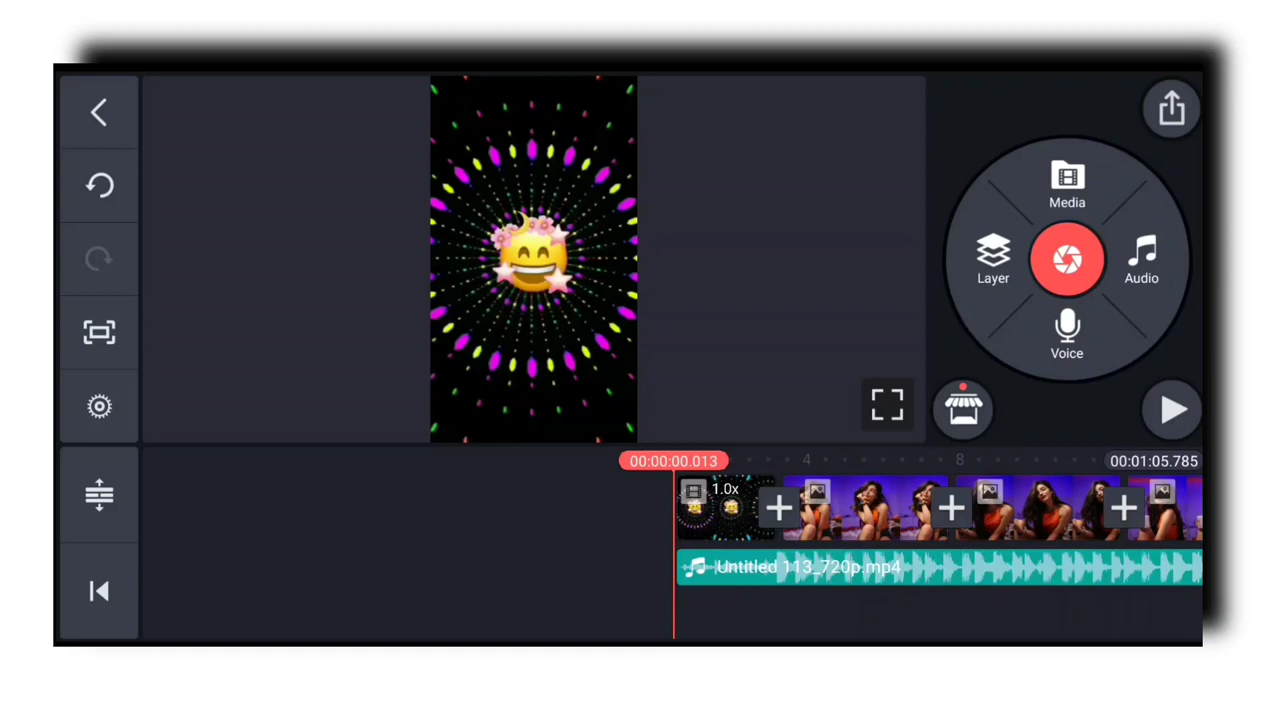 Media
Layer
Audio
Voice
00:00:00.013
4
8
00:01:05.785
1.0x
Untitled 113_720p.mp4